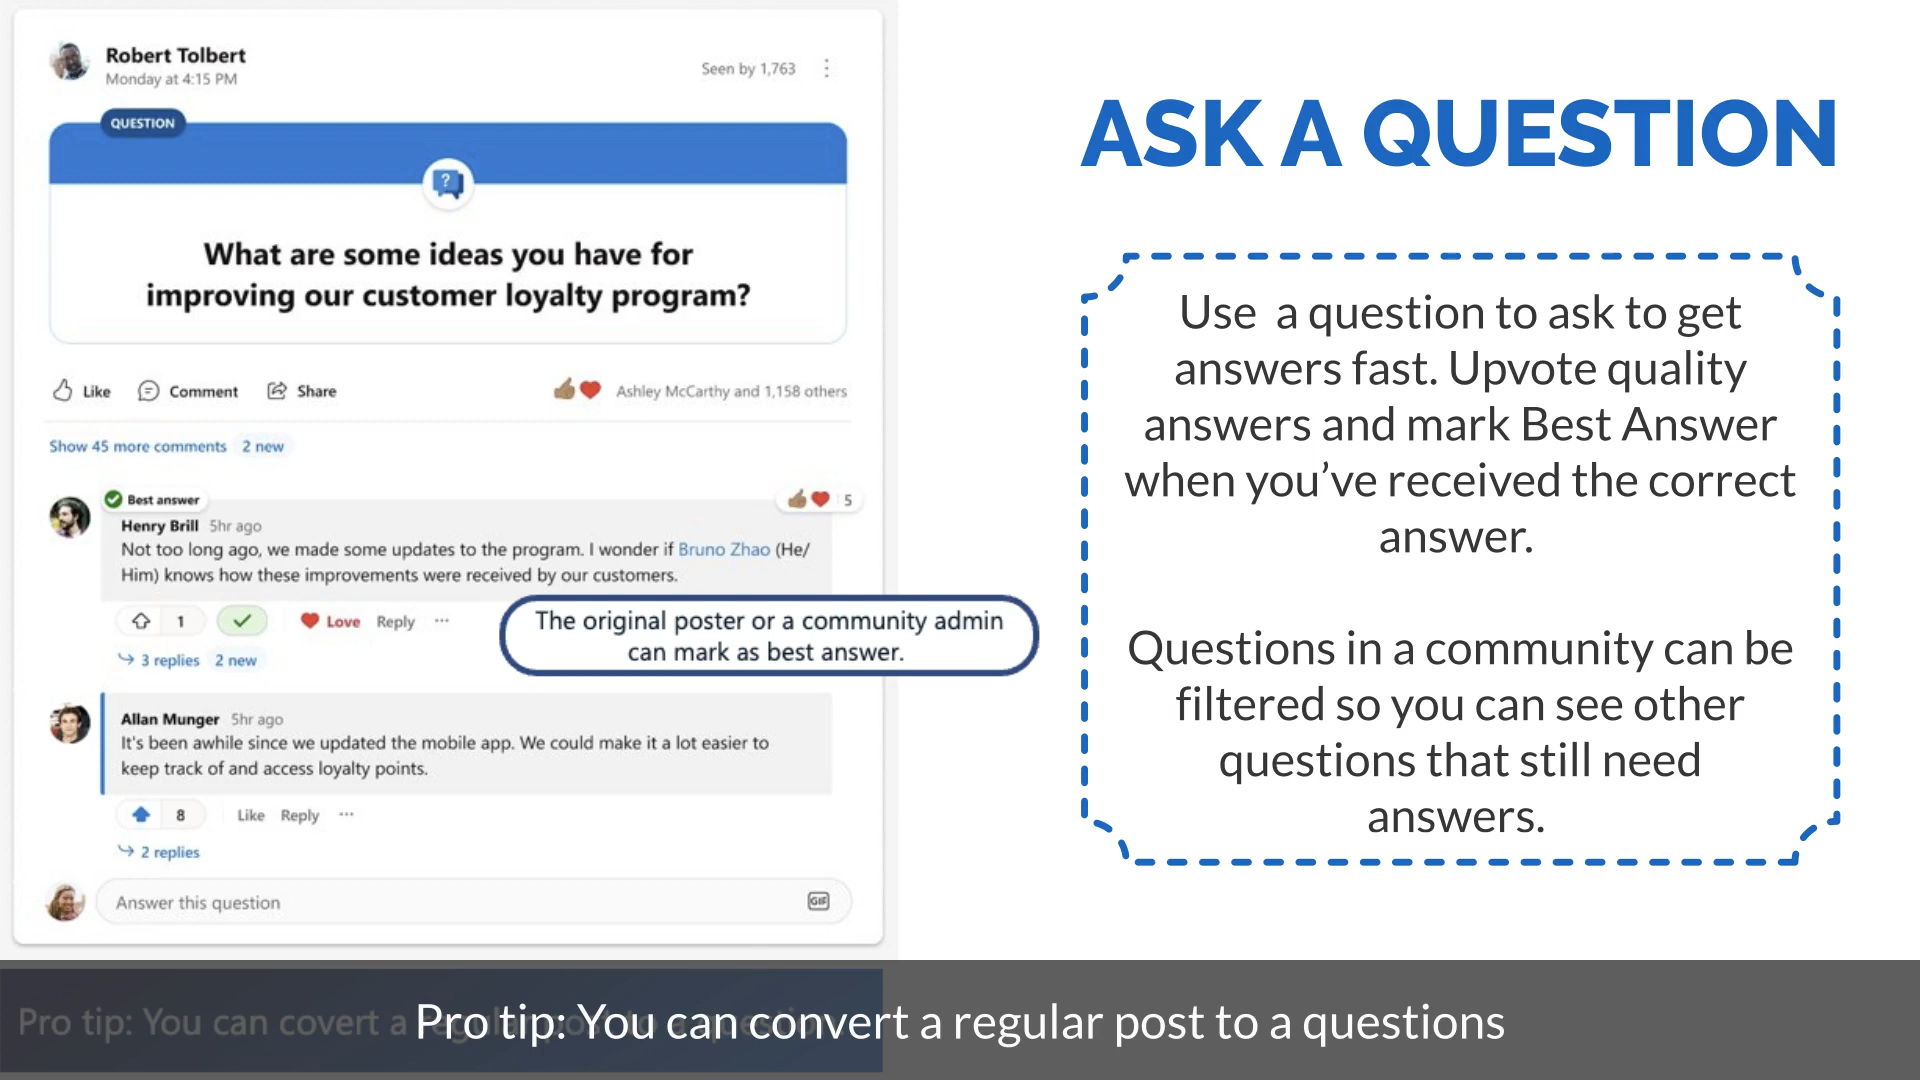 Robert Tolbert
Monday at 4:15 PM
Seen by 1,763
QUESTION
?
What are some ideas you have for
improving our customer loyalty program?
Like
Comment
Share
Ashley McCarthy and 1,158 others
Show 45 more comments
2 new
Best answer
5
Henry Brill 5hr ago
Not too long ago, we made some updates to the program. I wonder if Bruno Zhao (He/
Him) knows how these improvements were received by our customers.
1
Love
Reply
3 replies
2 new
The original poster or a community admin
can mark as best answer.
Allan Munger 5hr ago
It's been awhile since we updated the mobile app. We could make it a lot easier to
keep track of and access loyalty points.
8
Like
Reply
2 replies
Answer this question
GIF
ASK A QUESTION
Use a question to ask to get
answers fast. Upvote quality
answers and mark Best Answer
when you've received the correct
answer.
Questions in a community can be
filtered so you can see other
questions that still need
answers.
Pro tip: You can covert a
Pro tip: You can convert a regular post to a questions